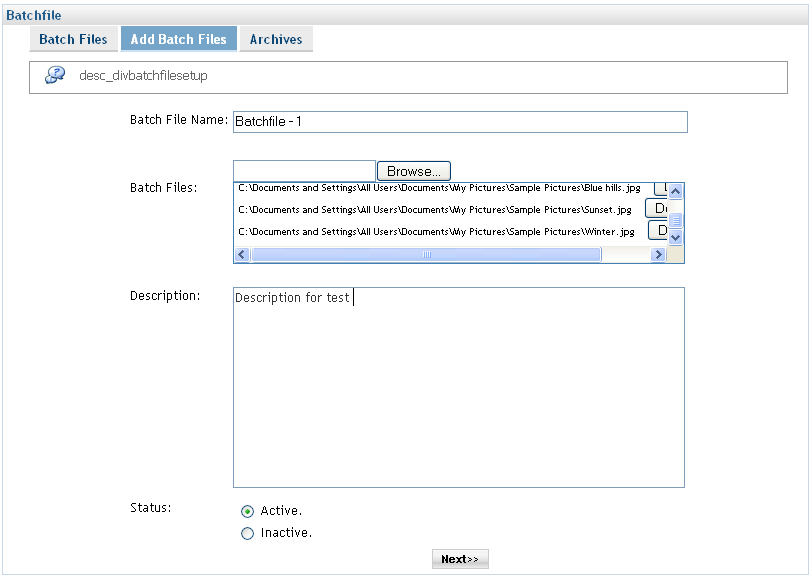 Batchfile
Batch Files Add Batch Files Archives
desc_divbatchfilesetup
Batch File Name: Batchfile - 1
Browse...
Batch Files:
C:\Documents and Settings\All Users\Documents\My Pictures\Sample Pictures\Blue hills.jpg
C:\Documents and Settings\All Users\Documents\My Pictures\Sample Pictures\Sunset.jpg
C:\Documents and Settings\All Users\Documents\My Pictures\Sample Pictures\Winter.jpg
Description: Description for test
Status: Active.
Inactive.
Next>>